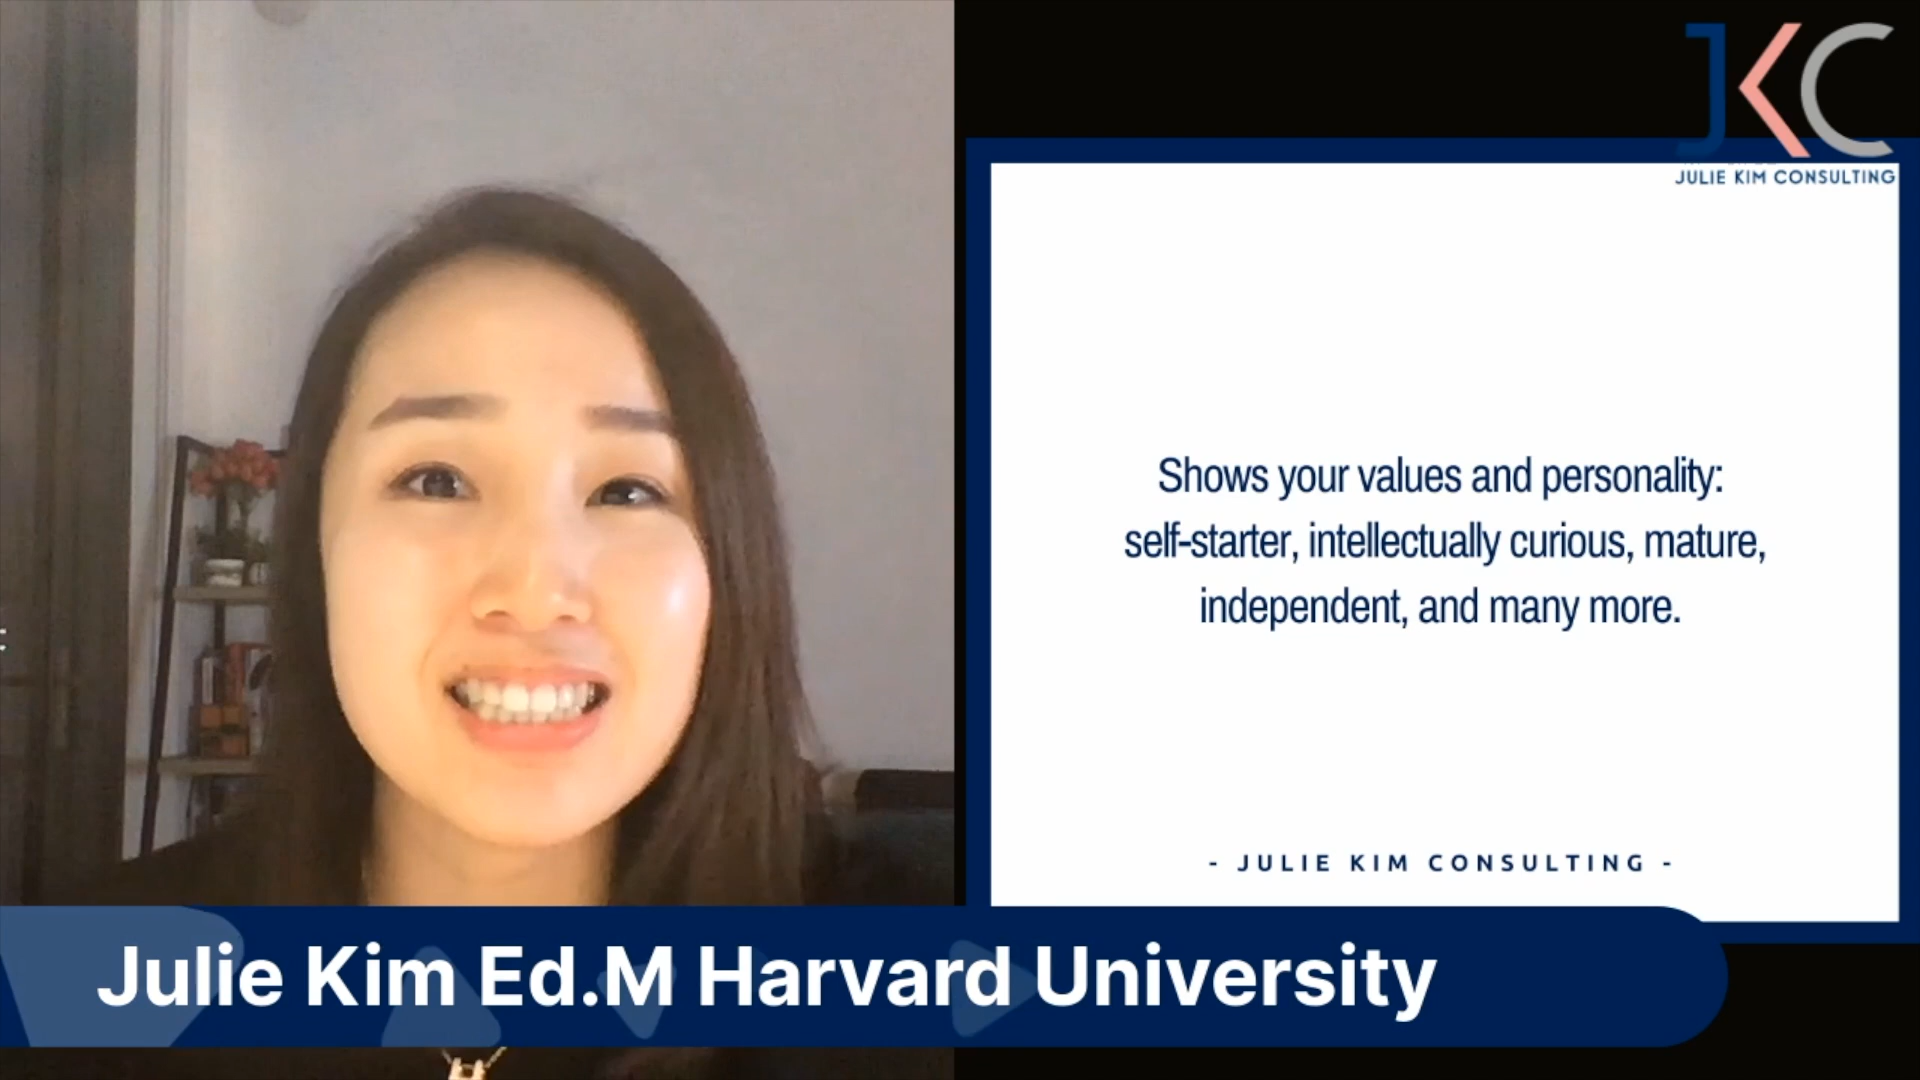 JKC
JULIE KIM CONSULTING
Shows your values and personality:
self-starter, intellectually curious, mature,
independent, and many more.
- JULIE KIM CONSULTING -
Julie Kim Ed.M Harvard University